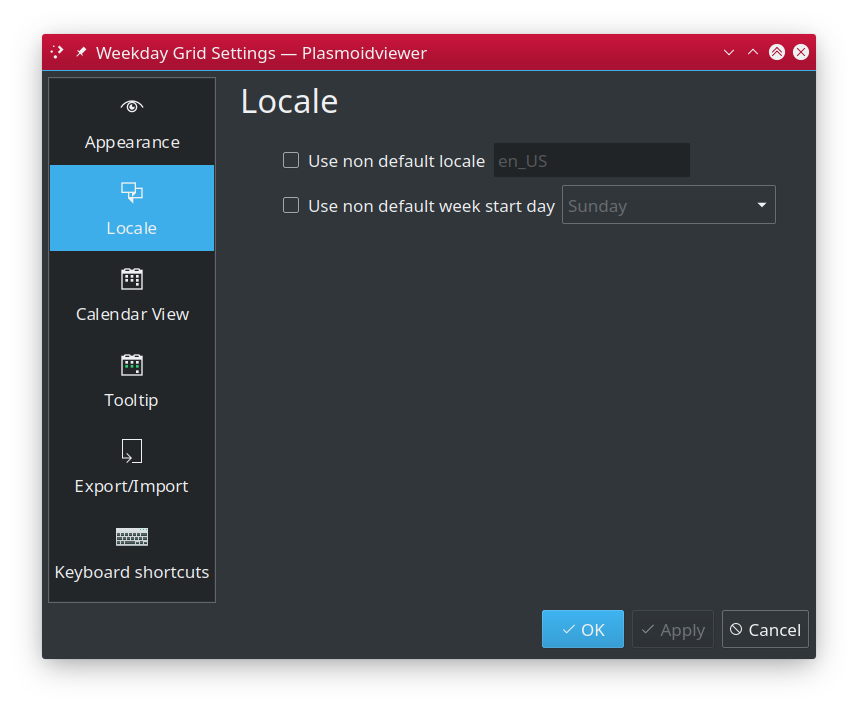 Weekday Grid Settings — Plasmoidviewer
Appearance
Locale
Calendar View
Tooltip
Export/Import
Keyboard shortcuts
Locale
Use non default locale en_US
Use non default week start day Sunday
OK Apply Cancel